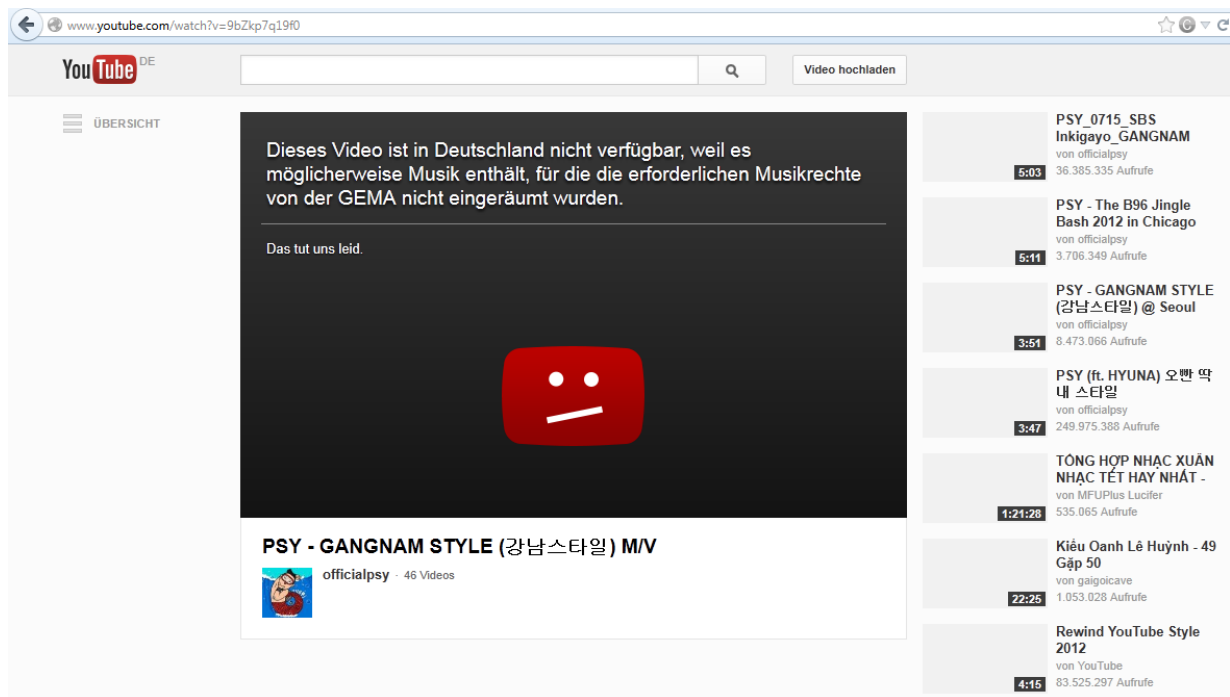 www.youtube.com/watch?v=9bZkp7q19f0
YouTube DE
Video hochladen
ÜBERSICHT
Dieses Video ist in Deutschland nicht verfügbar, weil es
möglicherweise Musik enthält, für die die erforderlichen Musikrechte
von der GEMA nicht eingeräumt wurden.
Das tut uns leid.
PSY - GANGNAM STYLE (강남스타일) M/V
officialpsy - 46 Videos
PSY_0715_SBS
Inkigayo_GANGNAM
von officialpsy
5:03 36.385.335 Aufrufe
PSY - The B96 Jingle
Bash 2012 in Chicago
von officialpsy
5:11 3.706.349 Aufrufe
PSY - GANGNAM STYLE
(강남스타일) @ Seoul
von officialpsy
3:51 8.473.066 Aufrufe
PSY (ft. HYUNA) 오빤 딱
내 스타일
von officialpsy
3:47 249.975.388 Aufrufe
TỔNG HỢP NHẠC XUÂN
NHẠC TẾT HAY NHẤT -
von MFUPlus Lucifer
1:21:28 535.065 Aufrufe
Kiều Oanh Lê Huỳnh - 49
Gặp 50
von gaigoicave
22:25 1.053.028 Aufrufe
Rewind YouTube Style
2012
von YouTube
4:15 83.525.297 Aufrufe